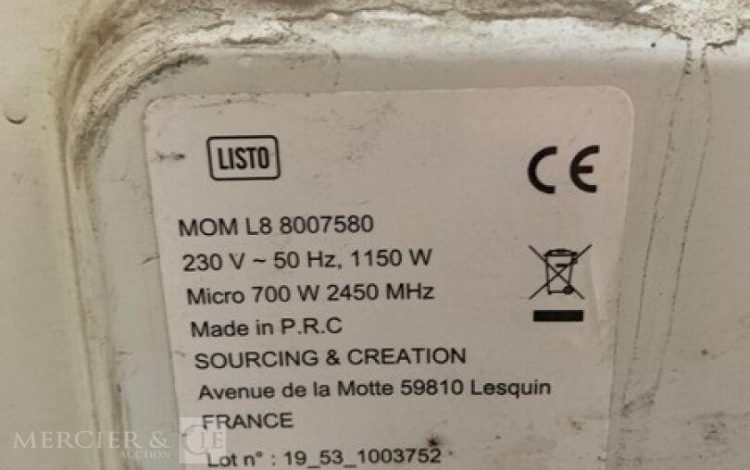 LISTO
CE
MOM L8 8007580
230 V ~ 50 Hz, 1150 W
Micro 700 W 2450 MHz
Made in P.R.C
SOURCING & CREATION
Avenue de la Motte 59810 Lesquin
FRANCE
Lot n° : 19_53_1003752
MERCIER & CIE
AUCTION